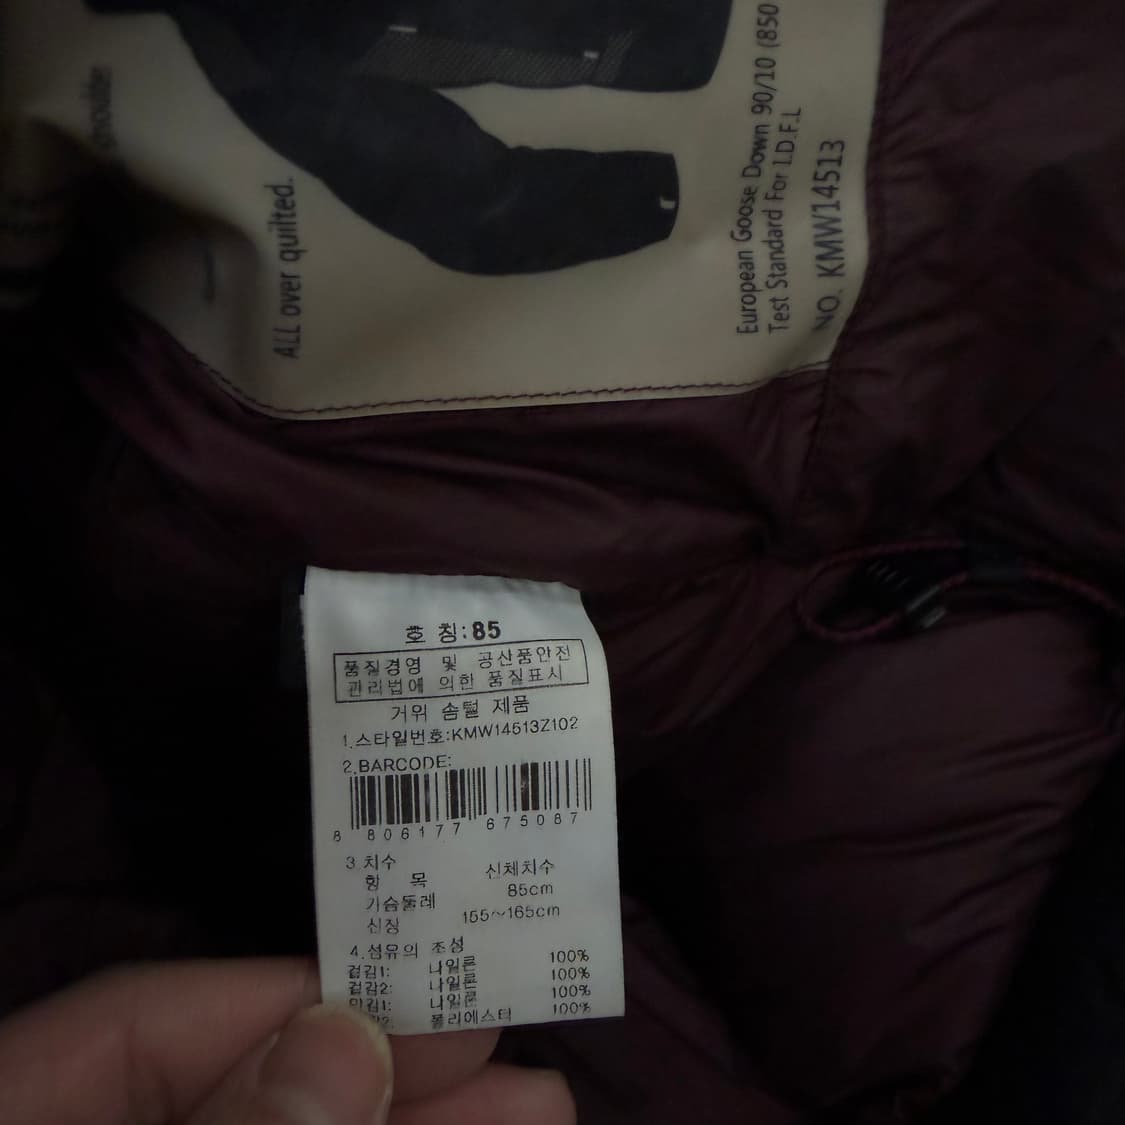 ALL over quilted.
European Goose Down 90/10 (850
Test Standard For I.D.F.L
NO. KMW14513
호 칭:85
품질경영 및 공산품안전
관리법에 의한 품질표시
거위 솜털 제품
1.스타일번호:KMW14513Z102
2.BARCODE:
8 806177 675087
3.치수
항 목 신체치수
가슴둘레 85cm
신장 155~165cm
4.섬유의 조성
겉감1: 나일론 100%
겉감2: 나일론 100%
안감1: 나일론 100%
2: 폴리에스터 100%